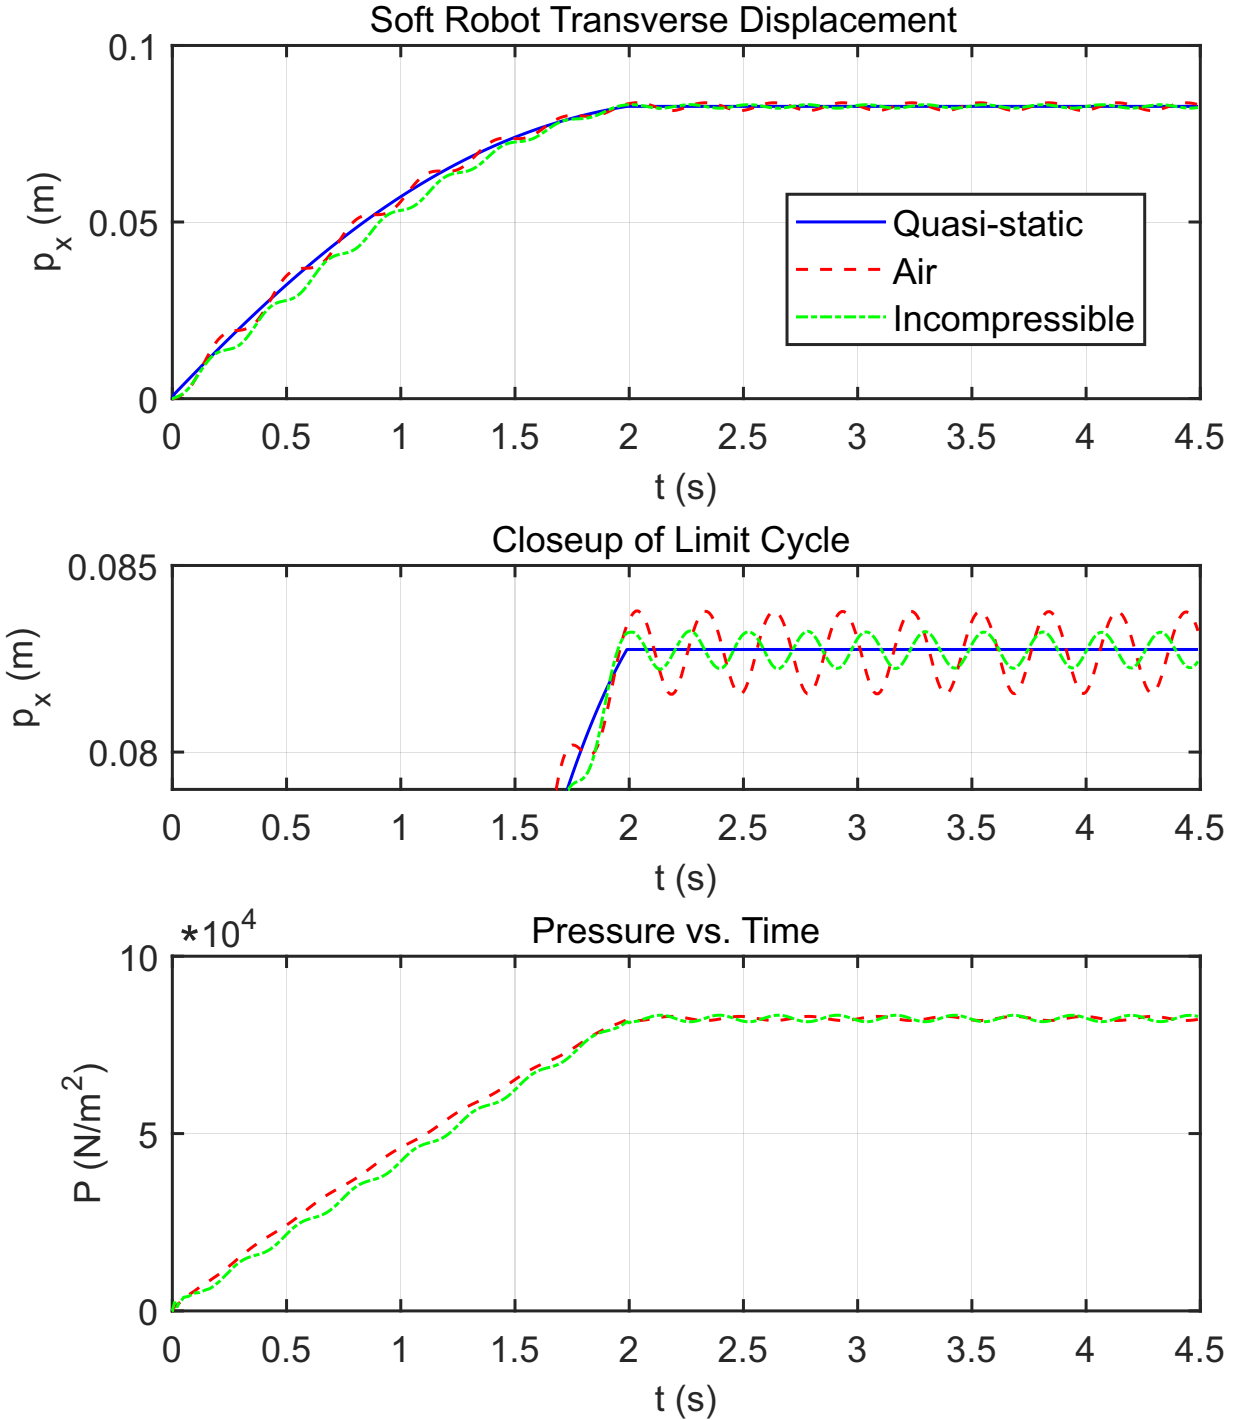 Soft Robot Transverse Displacement
0.1
0.05
0
p_x (m)
Quasi-static
Air
Incompressible
0 0.5 1 1.5 2 2.5 3 3.5 4 4.5
t (s)
Closeup of Limit Cycle
0.085
0.08
p_x (m)
0 0.5 1 1.5 2 2.5 3 3.5 4 4.5
t (s)
*10^4
Pressure vs. Time
10
5
0
P (N/m^2)
0 0.5 1 1.5 2 2.5 3 3.5 4 4.5
t (s)